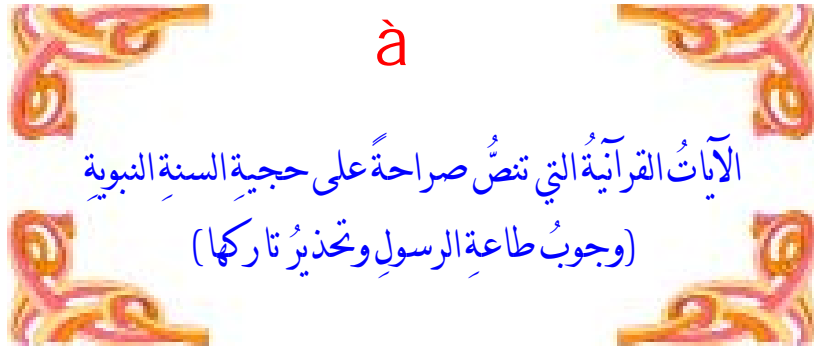 à
الآياتُ القرآنيةُ التي تنصُّ صراحةً على حجيةِ السنةِ النبويةِ
(وجوبُ طاعةِ الرسولِ وتحذيرُ تاركها)